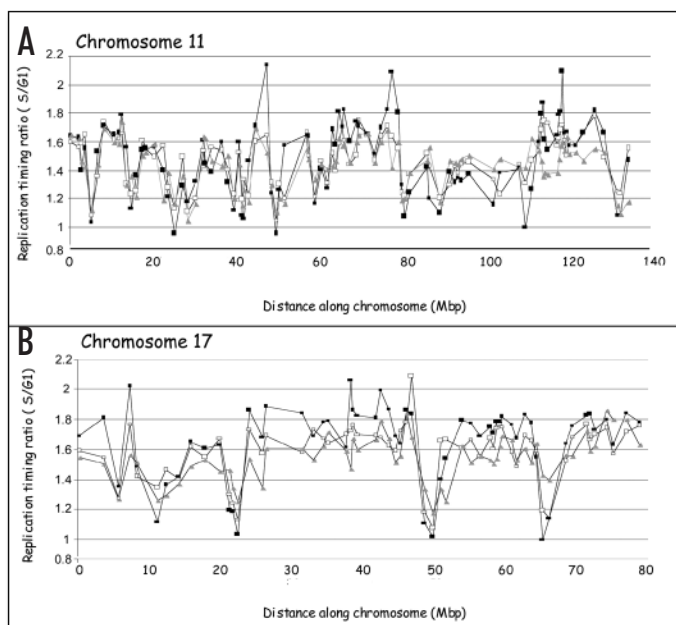 A Chromosome 11
Replication timing ratio ( S/G1)
2.2
2
1.8
1.6
1.4
1.2
1
0.8
0 20 40 60 80 100 120 140
Distance along chromosome (Mbp)
B Chromosome 17
Replication timing ratio ( S/G1)
2.2
2
1.8
1.6
1.4
1.2
1
0.8
0 10 20 30 40 50 60 70 80
Distance along chromosome (Mbp)